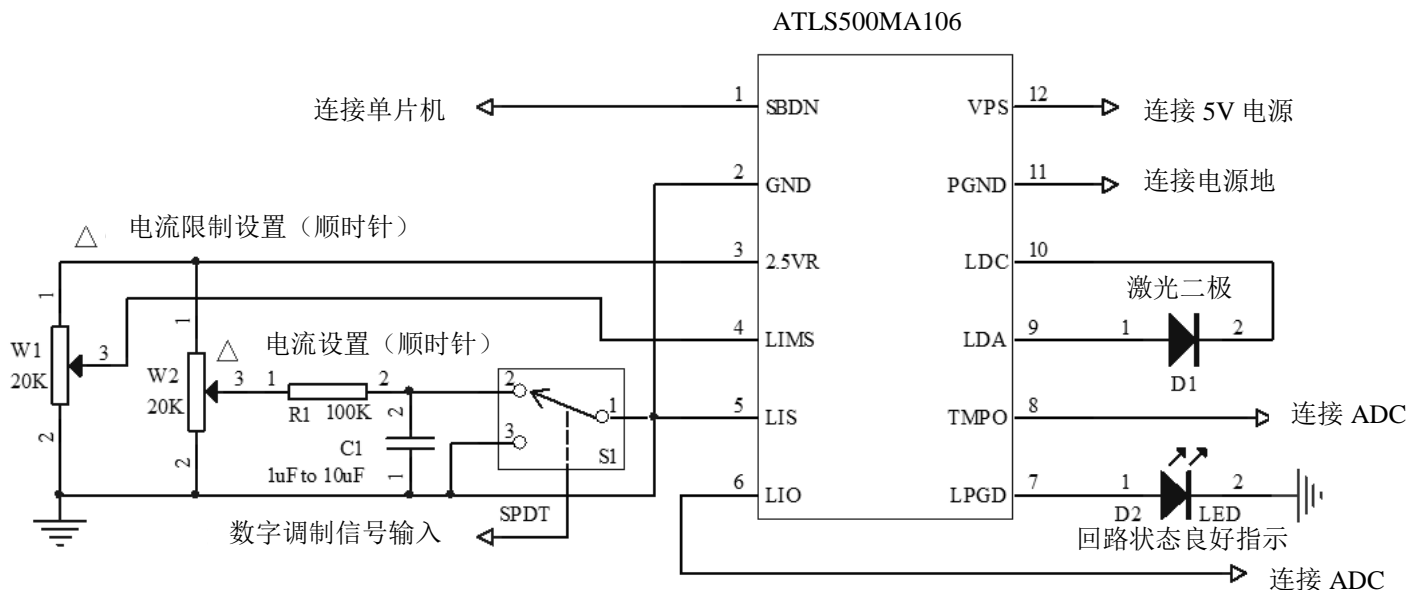 ATLS500MA106
连接单片机
1
SBDN
VPS
12
连接 5V 电源
2
GND
PGND
11
连接电源地
△ 电流限制设置（顺时针）
3
2.5VR
LDC
10
激光二极
1
W1
20K
3
2
4
LIMS
LDA
9
1
2
D1
1
W2
20K
3
2
△ 电流设置（顺时针）
1
2
R1
100K
2
C1
1
1uF to 10uF
2
3
1
S1
SPDT
5
LIS
TMPO
8
连接 ADC
6
LIO
LPGD
7
1
2
D2
LED
数字调制信号输入
回路状态良好指示
连接 ADC